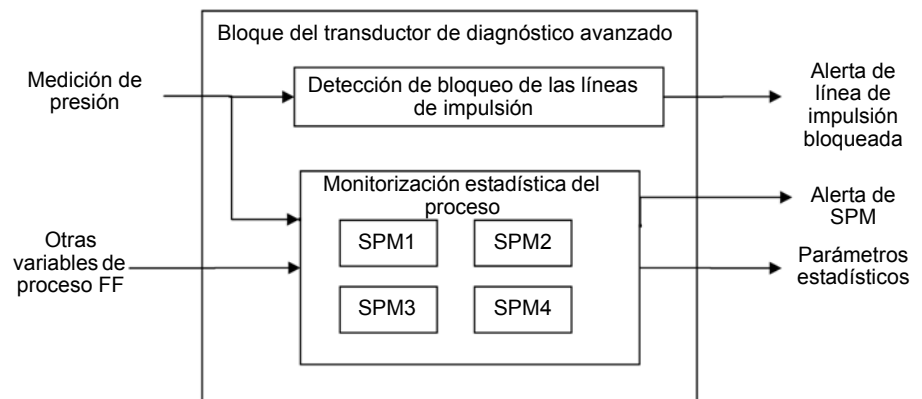 Bloque del transductor de diagnóstico avanzado
Medición de
presión
Detección de bloqueo de las líneas
de impulsión
Alerta de
línea de
impulsión
bloqueada
Monitorización estadística del
proceso
SPM1
SPM2
SPM3
SPM4
Otras
variables de
proceso FF
Alerta de
SPM
Parámetros
estadísticos